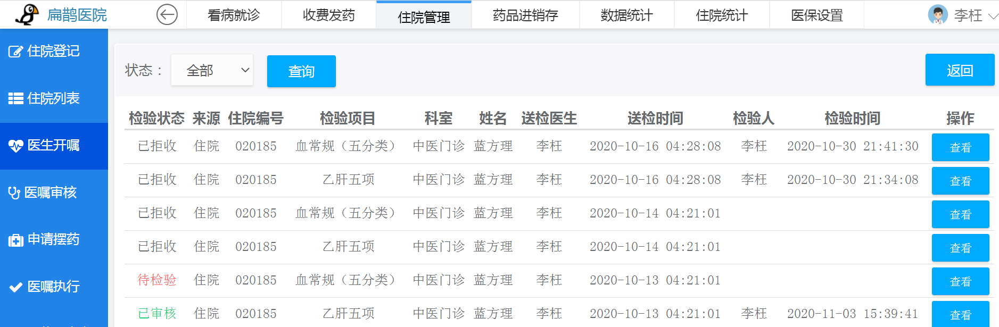 扁鹊医院 看病就诊 收费发药 住院管理 药品进销存 数据统计 住院统计 医保设置 李枉
住院登记
住院列表
医生开嘱
医嘱审核
申请摆药
医嘱执行
状态： 全部 查询 返回
检验状态 来源 住院编号 检验项目 科室 姓名 送检医生 送检时间 检验人 检验时间 操作
已拒收 住院 020185 血常规（五分类） 中医门诊 蓝方理 李枉 2020-10-16 04:28:08 李枉 2020-10-30 21:41:30 查看
已拒收 住院 020185 乙肝五项 中医门诊 蓝方理 李枉 2020-10-16 04:28:08 李枉 2020-10-30 21:34:08 查看
已拒收 住院 020185 血常规（五分类） 中医门诊 蓝方理 李枉 2020-10-14 04:21:01 查看
已拒收 住院 020185 乙肝五项 中医门诊 蓝方理 李枉 2020-10-14 04:21:01 查看
待检验 住院 020185 血常规（五分类） 中医门诊 蓝方理 李枉 2020-10-13 04:21:01 查看
已审核 住院 020185 乙肝五项 中医门诊 蓝方理 李枉 2020-10-13 04:21:01 李枉 2020-11-03 15:39:41 查看